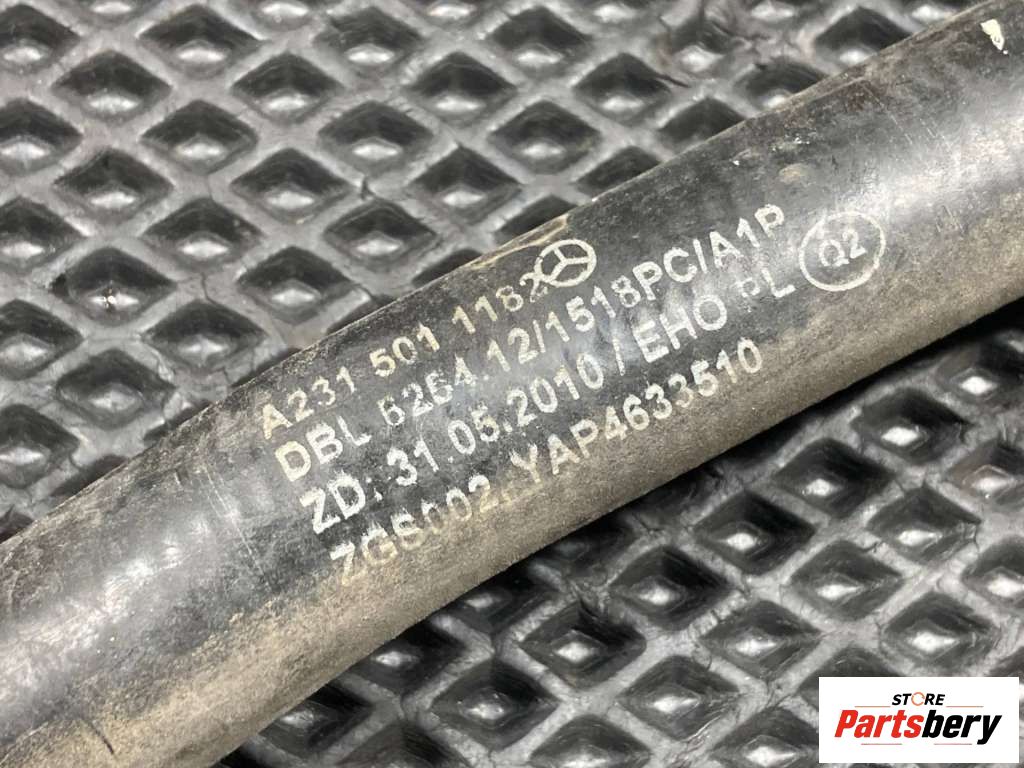 A231 501 1182
DBL 6264.12/1518PC/A1P
ZD: 31.05.2010 / EHO PL Q2
ZGS002 YAP4633510
STORE
Partsbery